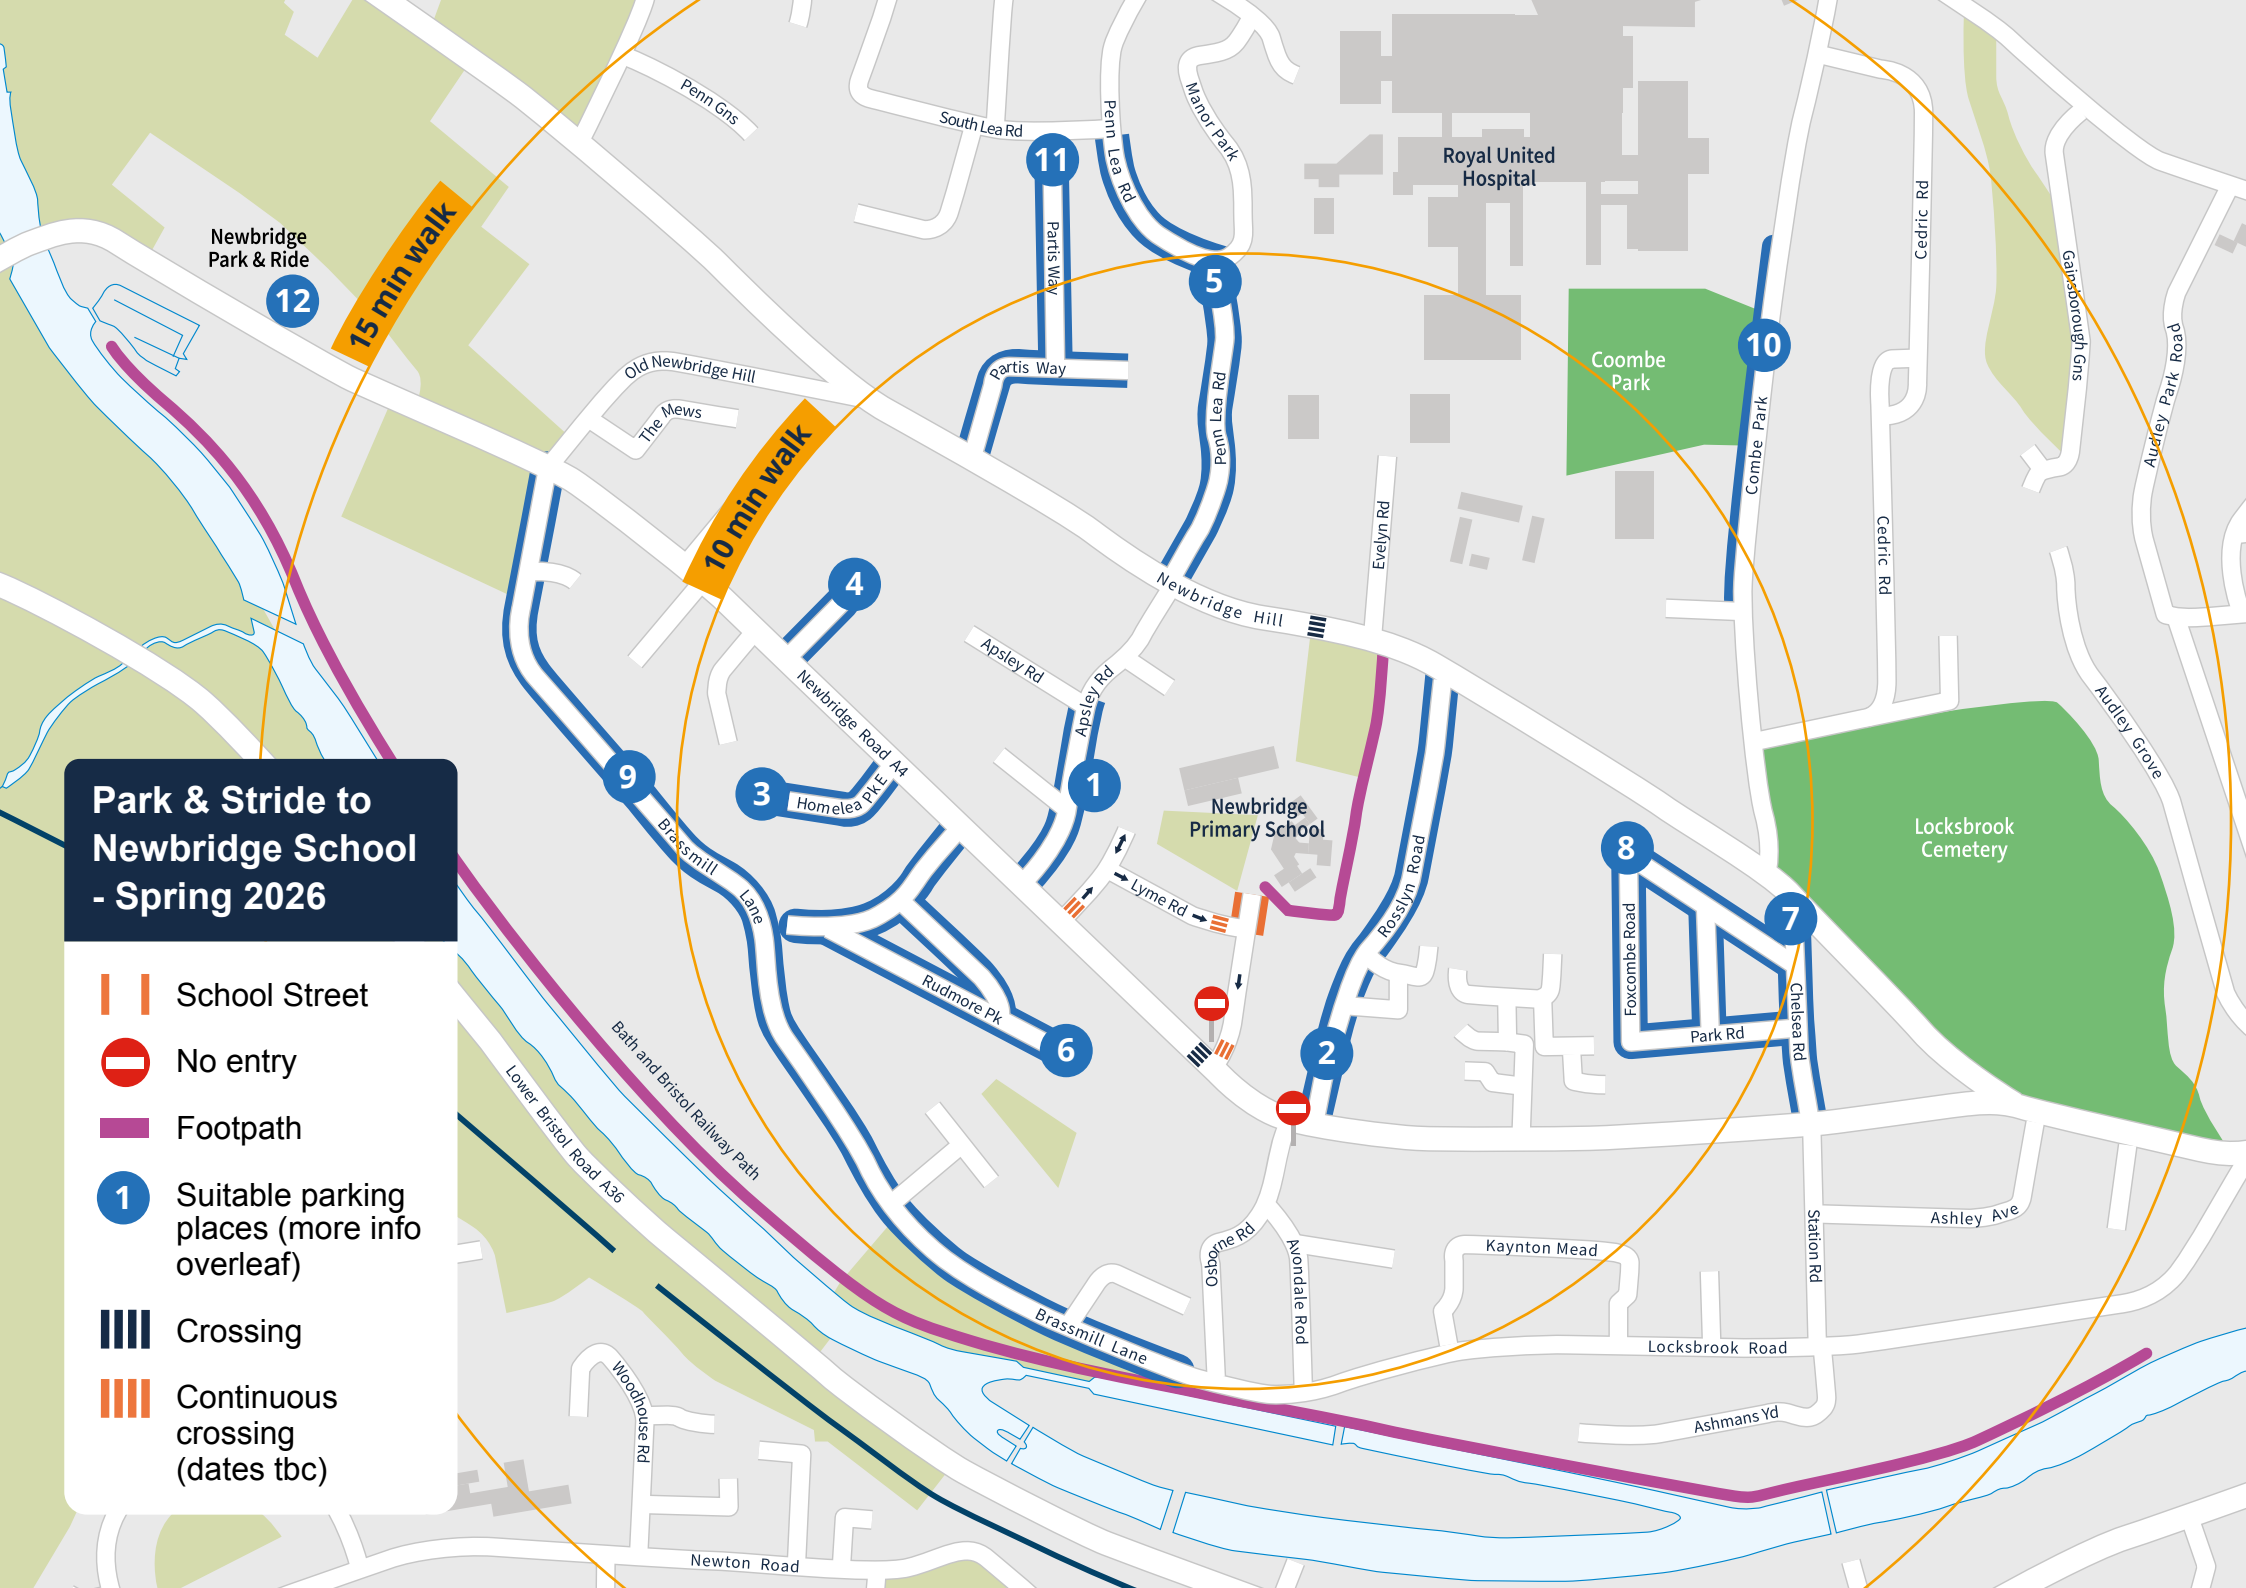 Penn Gns
South Lea Rd
Penn Lea Rd
Manor Park
Royal United
Hospital
11
Cedric Rd
Newbridge
Park & Ride
12
15 min walk
Partis Way
5
Gainsborough Gns
10
Coombe
Park
Audley Park Road
Old Newbridge Hill
The Mews
Partis Way
Penn Lea Rd
Combe Park
10 min walk
Evelyn Rd
Cedric Rd
4
Newbridge Hill
Apsley Rd
Apsley Rd
Newbridge Road A4
Audley Grove
9
3
Homelea Pk E
1
Newbridge
Primary School
Locksbrook
Cemetery
8
Brassmill Lane
Lyme Rd
Rosslyn Road
7
Foxcombe Road
Park Rd
Chelsea Rd
Rudmore Pk
6
2
Bath and Bristol Railway Path
Lower Bristol Road A36
Osborne Rd
Avondale Rod
Kaynton Mead
Station Rd
Ashley Ave
Brassmill Lane
Locksbrook Road
Ashmans Yd
Woodhouse Rd
Newton Road
Park & Stride to
Newbridge School
- Spring 2026
School Street
No entry
Footpath
1
Suitable parking
places (more info
overleaf)
Crossing
Continuous
crossing
(dates tbc)